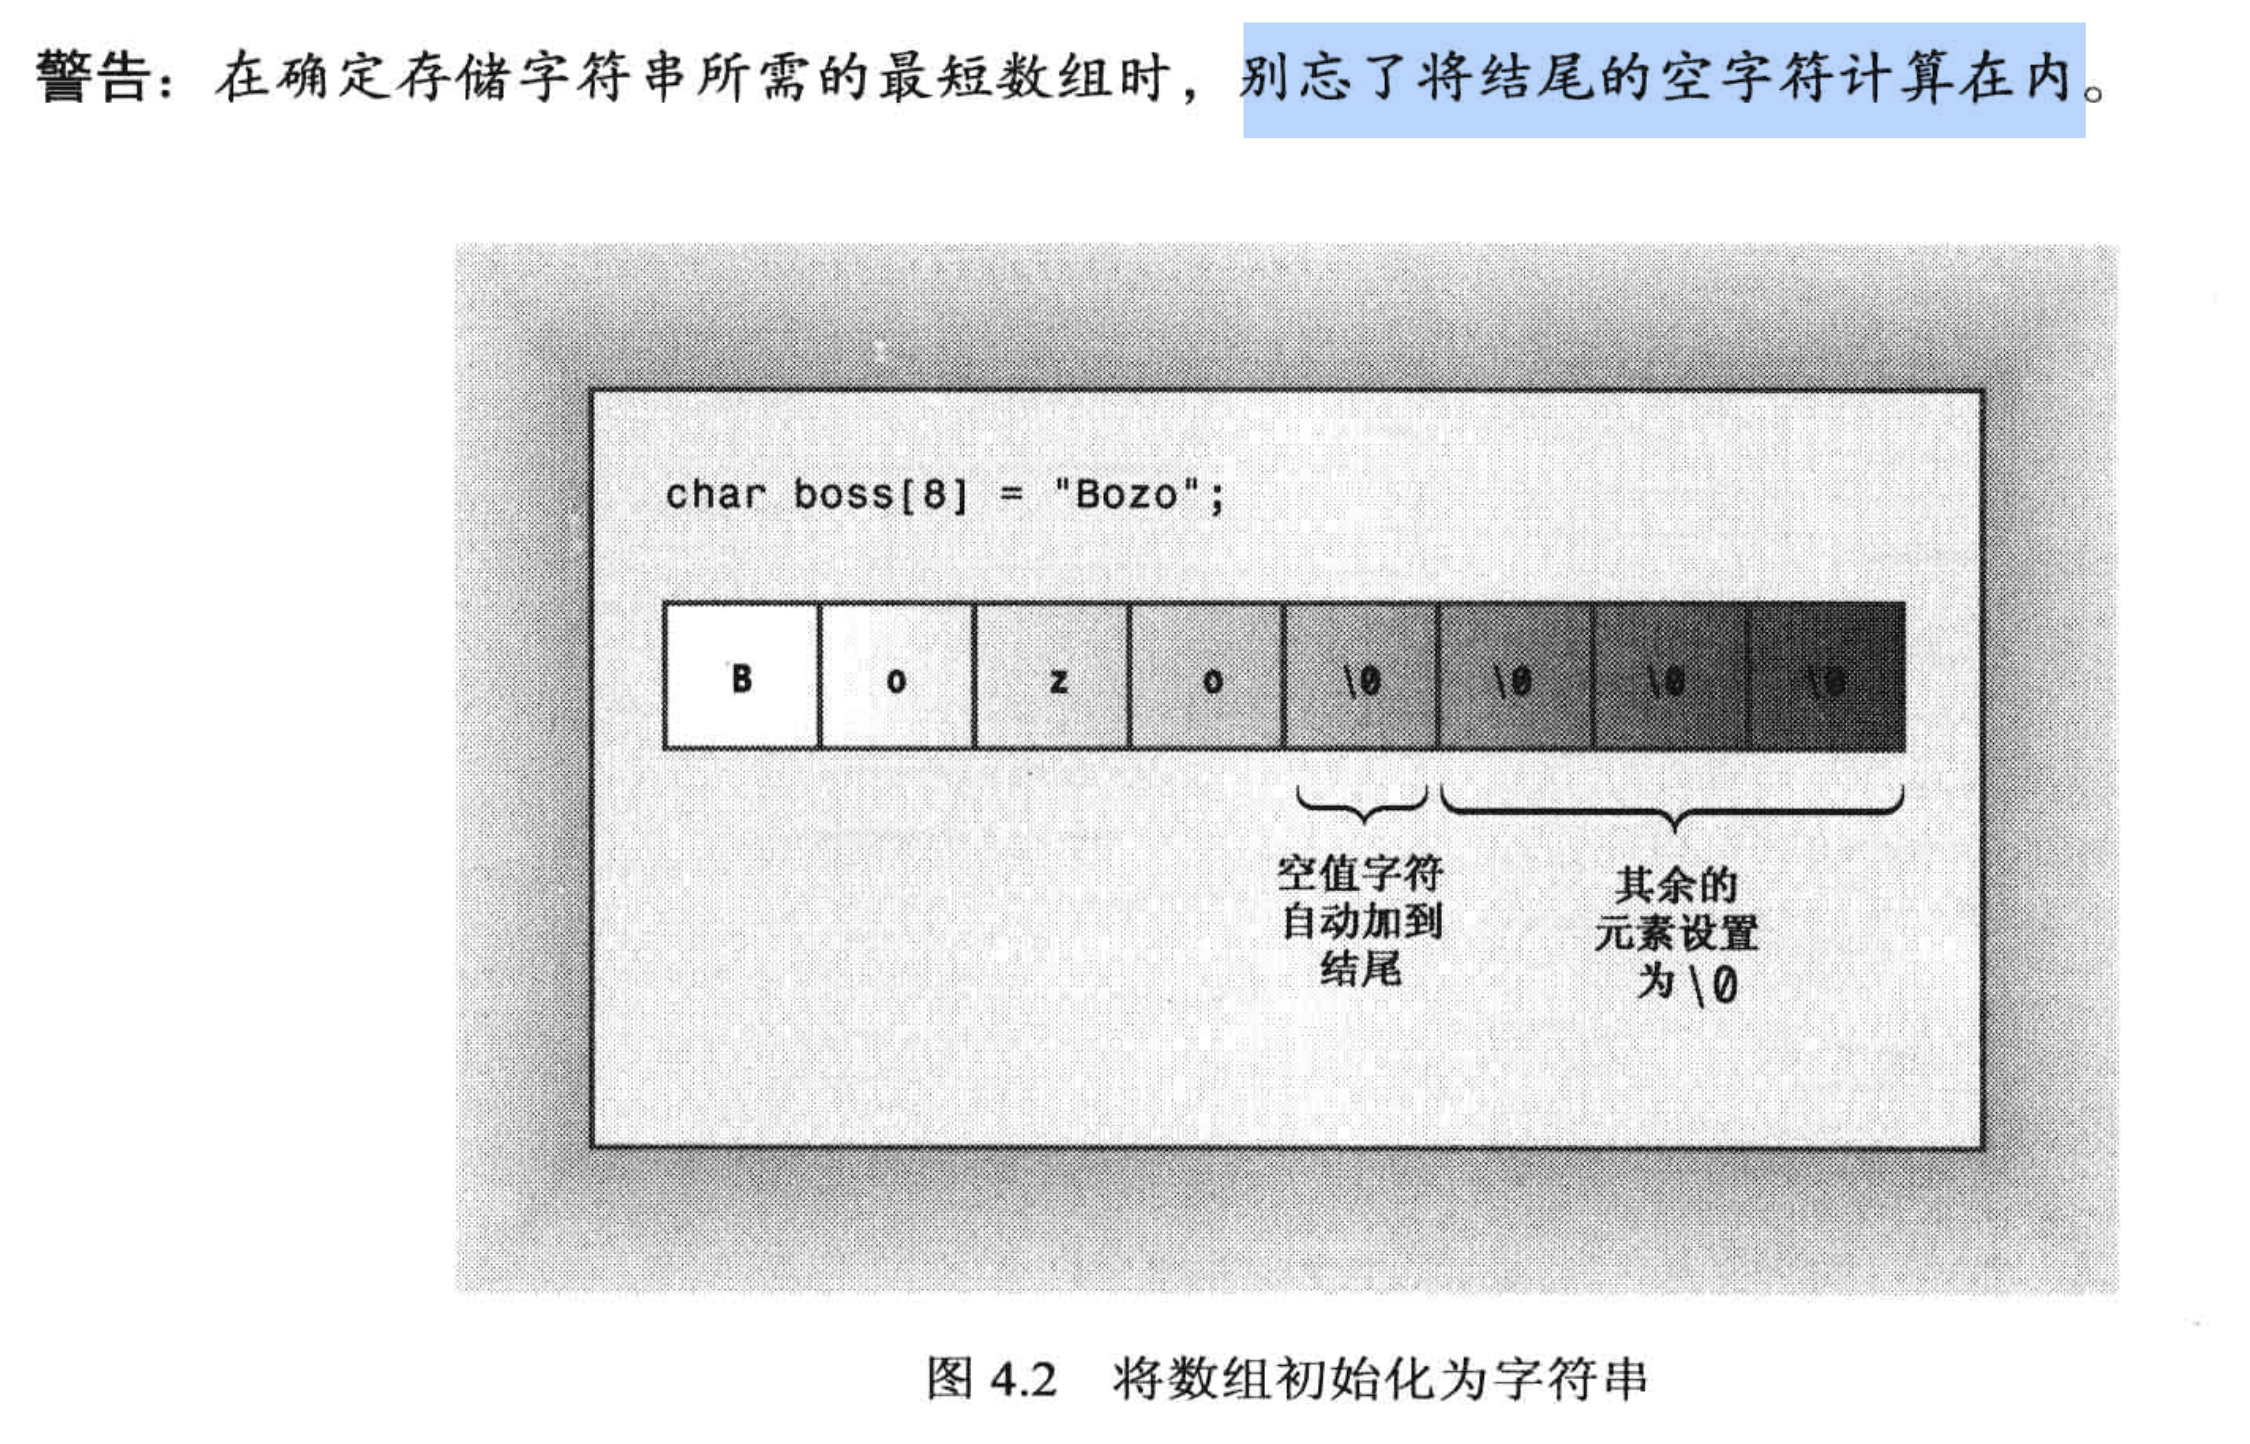 警告：在确定存储字符串所需的最短数组时，别忘了将结尾的空字符计算在内。
char boss[8] = "Bozo";
B o z o \0 \0 \0 \0
空值字符
自动加到
结尾
其余的
元素设置
为 \0
图 4.2 将数组初始化为字符串